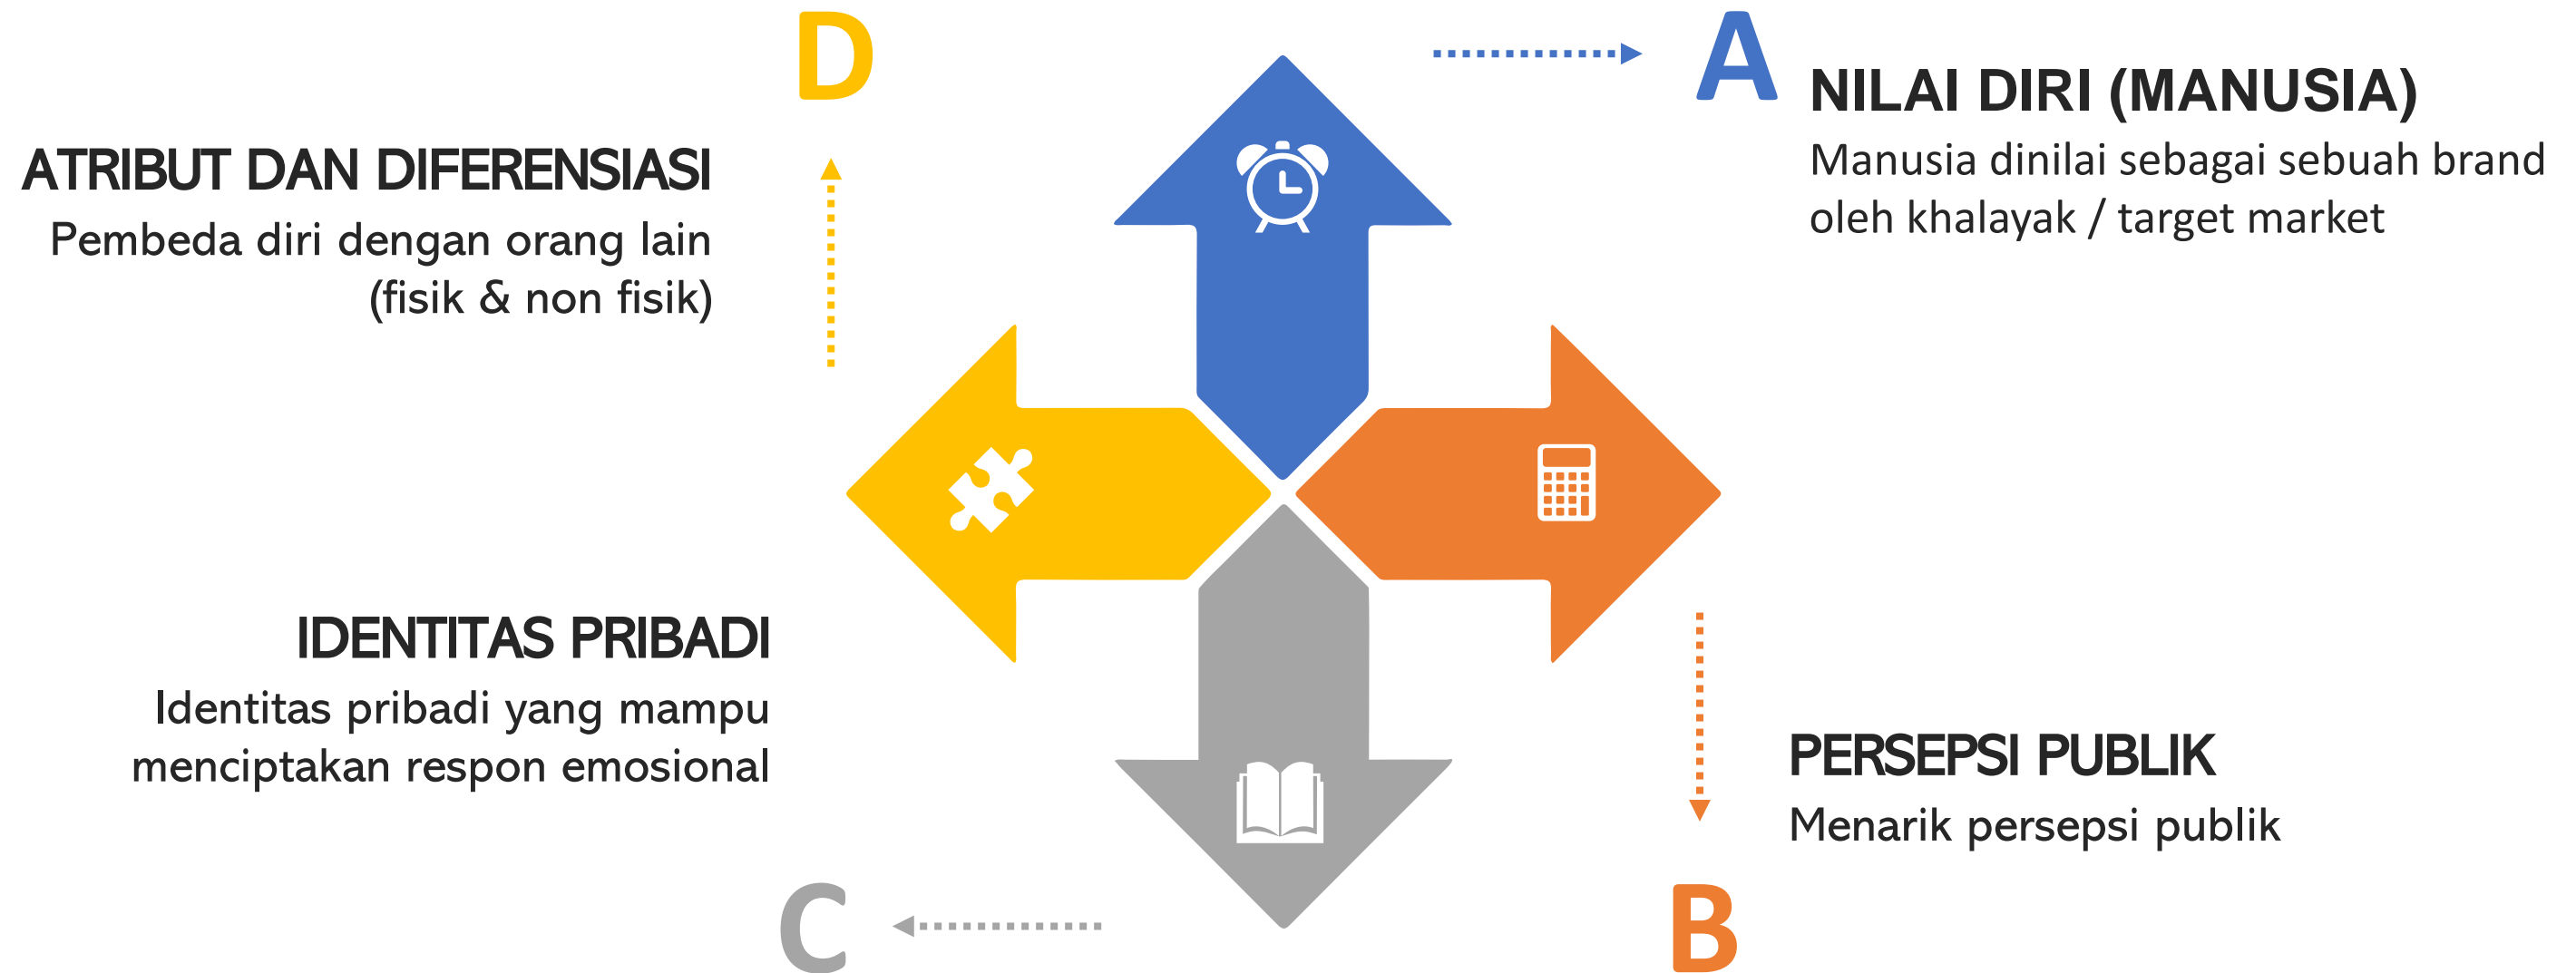 A
NILAI DIRI (MANUSIA)
Manusia dinilai sebagai sebuah brand
oleh khalayak / target market
PERSEPSI PUBLIK
Menarik persepsi publik
B
IDENTITAS PRIBADI
Identitas pribadi yang mampu
menciptakan respon emosional
C
D
ATRIBUT DAN DIFERENSIASI
Pembeda diri dengan orang lain
(fisik & non fisik)